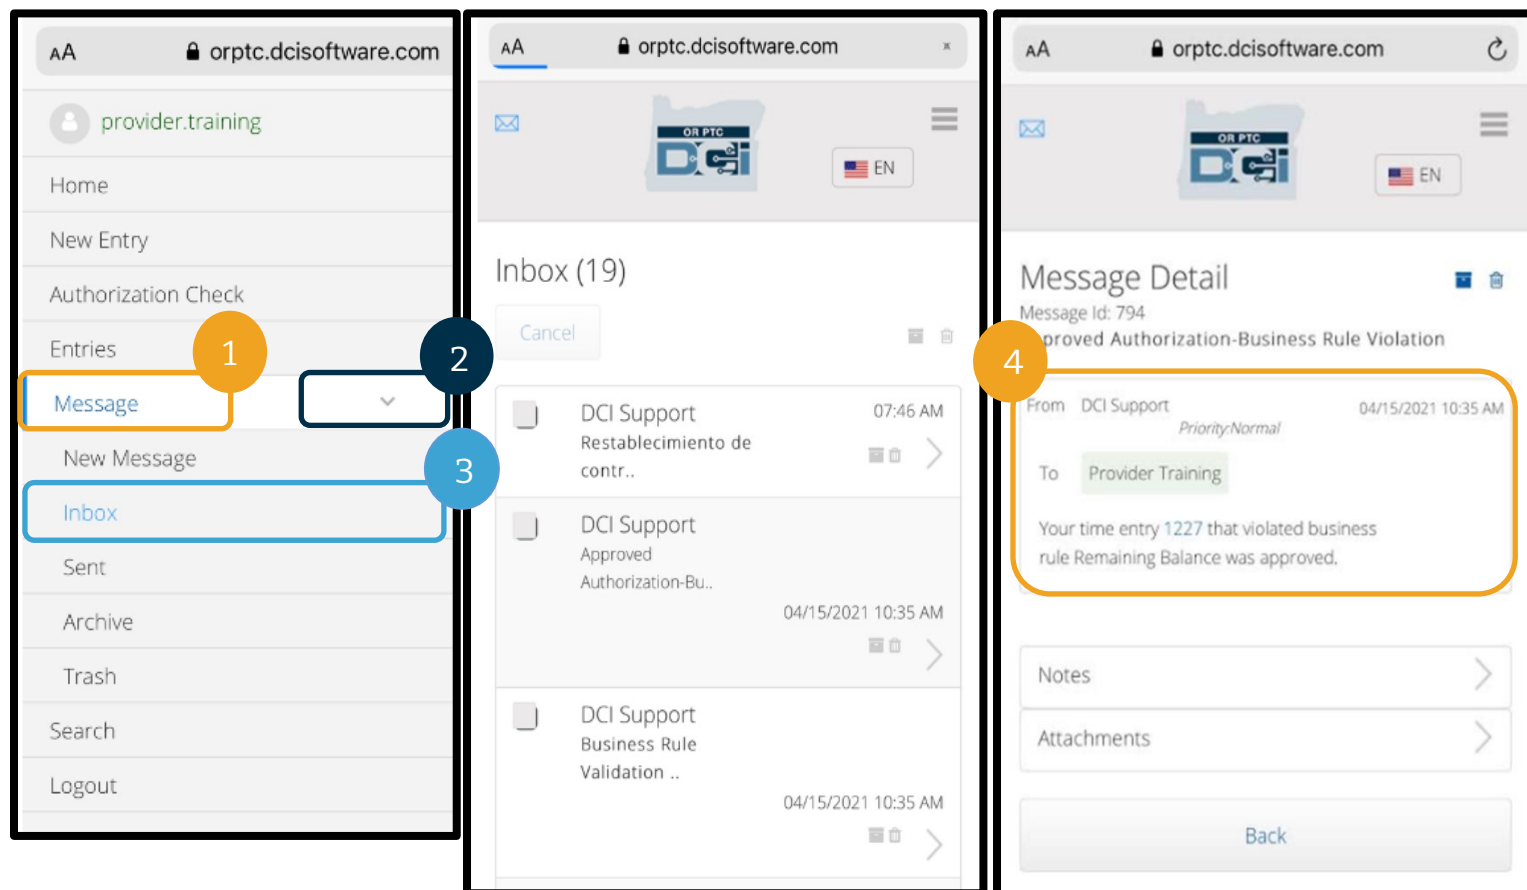 AA orptc.dcisoftware.com
provider.training
Home
New Entry
Authorization Check
Entries
1
2
Message
New Message
3
Inbox
Sent
Archive
Trash
Search
Logout
AA orptc.dcisoftware.com x
OR PTC
DCi
EN
Inbox (19)
Cancel
DCI Support 07:46 AM
Restablecimiento de
contr..
DCI Support
Approved
Authorization-Bu..
04/15/2021 10:35 AM
DCI Support
Business Rule
Validation ..
04/15/2021 10:35 AM
AA orptc.dcisoftware.com
OR PTC
DCi
EN
Message Detail
Message Id: 794
proved Authorization-Business Rule Violation
4
From DCI Support 04/15/2021 10:35 AM
Priority:Normal
To Provider Training
Your time entry 1227 that violated business
rule Remaining Balance was approved.
Notes
Attachments
Back